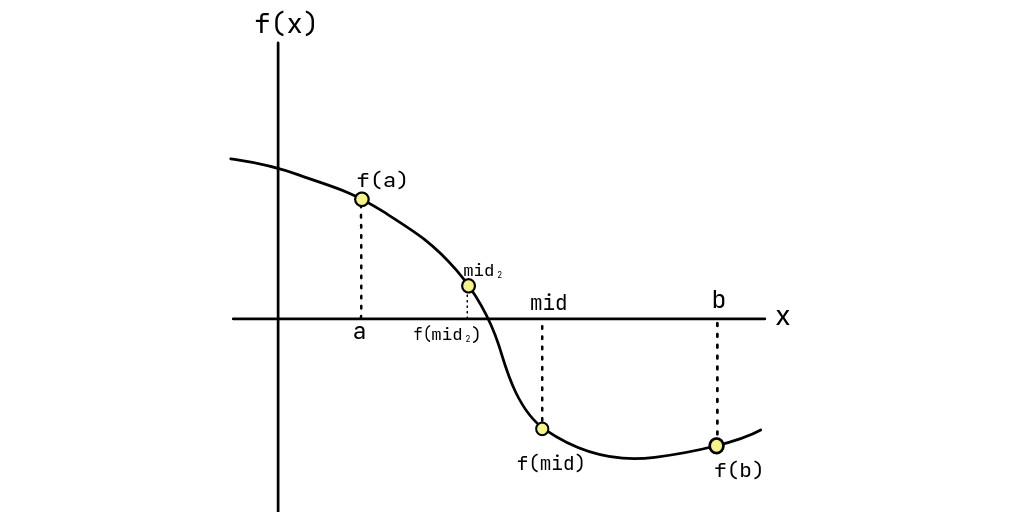 f(x)
f(a)
mid₂
mid
b
x
a
f(mid₂)
f(mid)
f(b)